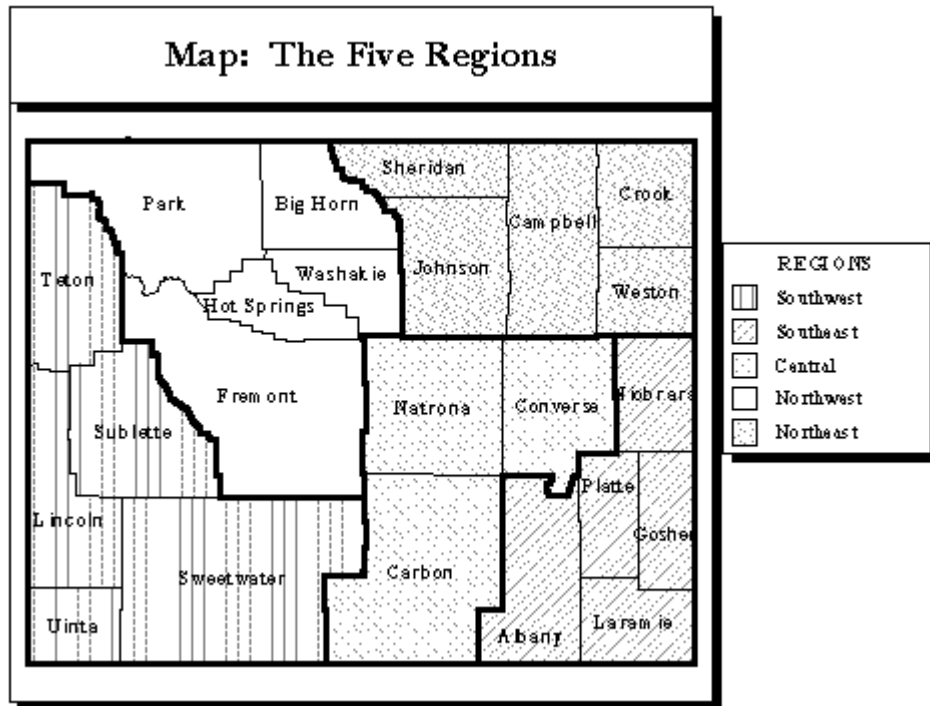 Map: The Five Regions
Sheridan
Crook
Park
Big Horn
Campbell
Johnson
Washakie
Teton
Weston
Hot Springs
Fremont
Natrona
Converse
Niobrara
Sublette
Platte
Lincoln
Goshen
Sweetwater
Carbon
Uinta
Albany
Laramie
REGIONS
Southwest
Southeast
Central
Northwest
Northeast